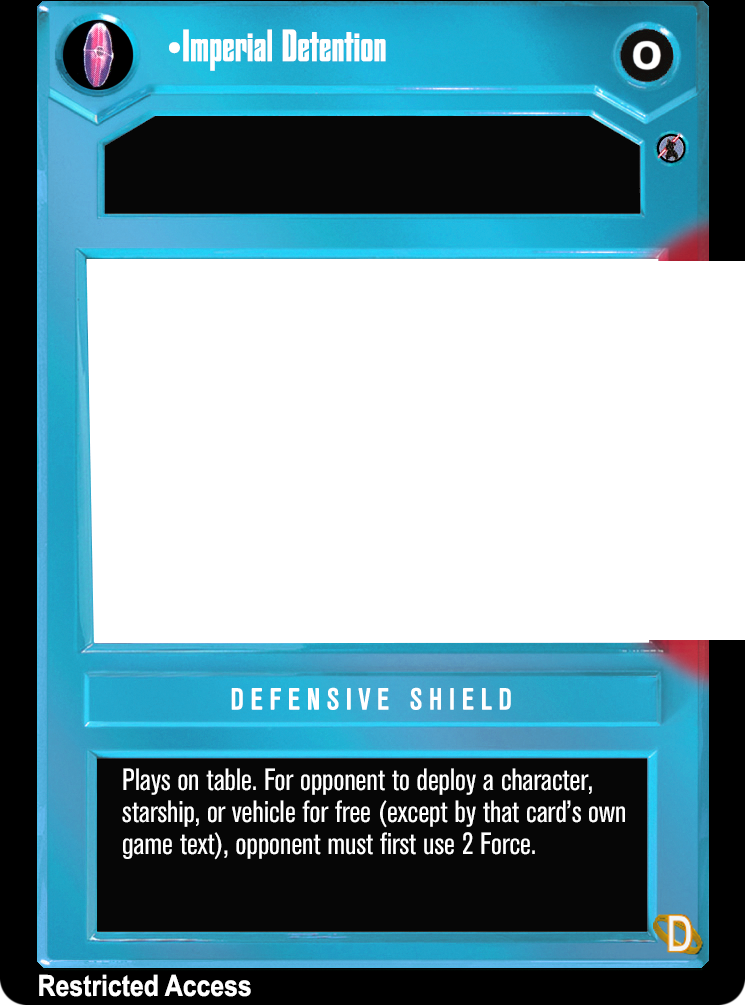 •Imperial Detention
0
DEFENSIVE SHIELD
Plays on table. For opponent to deploy a character,
starship, or vehicle for free (except by that card’s own
game text), opponent must first use 2 Force.
D
Restricted Access